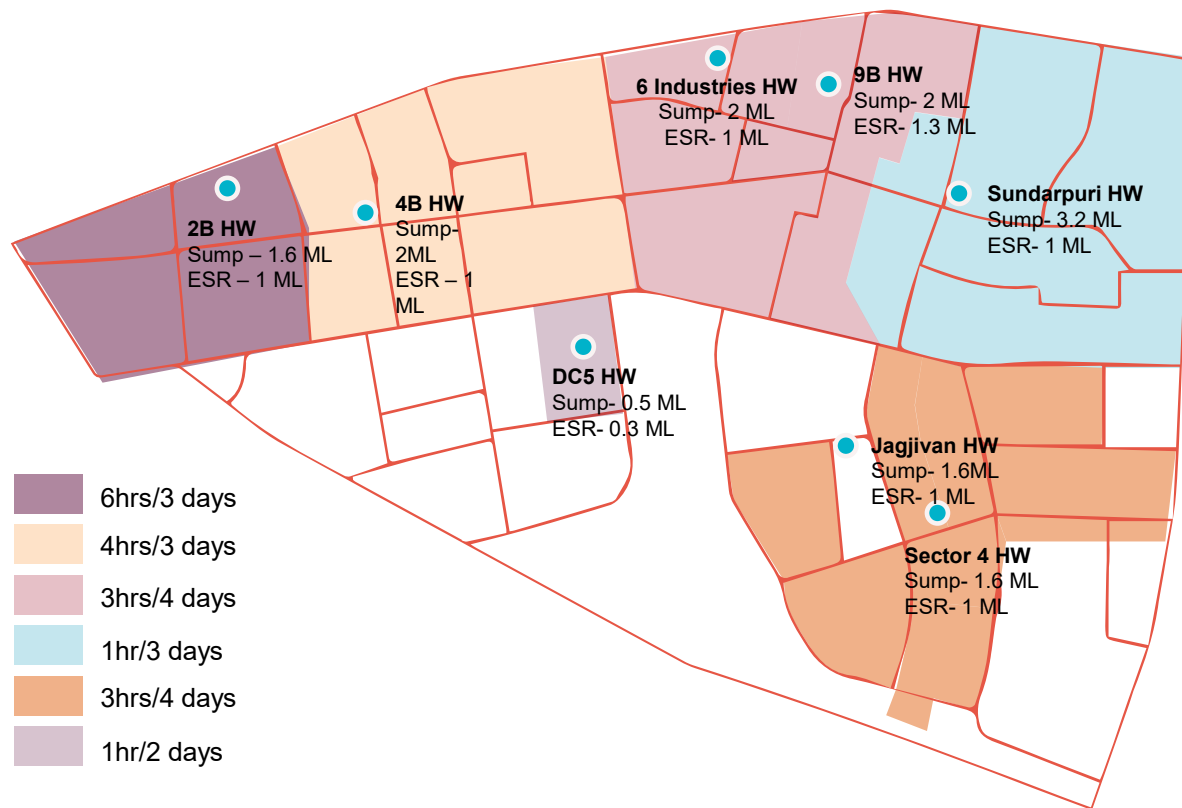 6 Industries HW
Sump- 2 ML
ESR- 1 ML
9B HW
Sump- 2 ML
ESR- 1.3 ML
Sundarpuri HW
Sump- 3.2 ML
ESR- 1 ML
2B HW
Sump – 1.6 ML
ESR – 1 ML
4B HW
Sump-
2ML
ESR – 1
ML
DC5 HW
Sump- 0.5 ML
ESR- 0.3 ML
Jagjivan HW
Sump- 1.6ML
ESR- 1 ML
Sector 4 HW
Sump- 1.6 ML
ESR- 1 ML
6hrs/3 days
4hrs/3 days
3hrs/4 days
1hr/3 days
3hrs/4 days
1hr/2 days